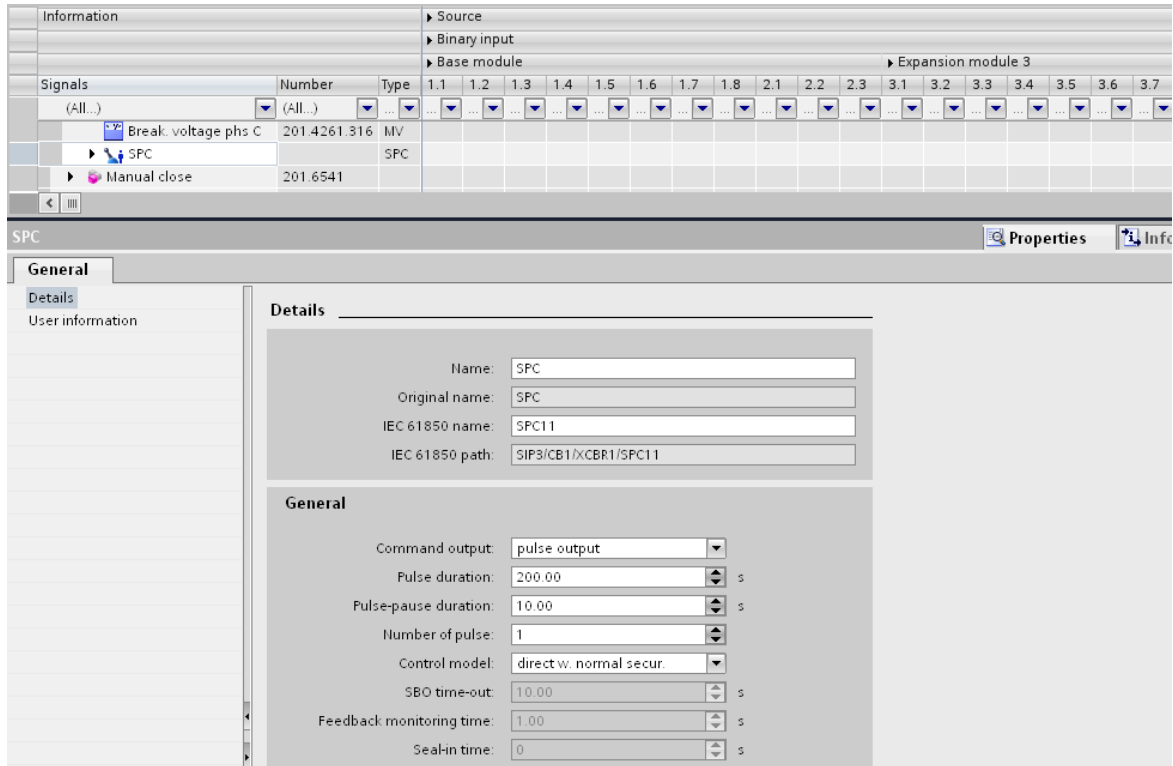 Information Source
Binary input
Base module Expansion module 3
Signals Number Type 1.1 1.2 1.3 1.4 1.5 1.6 1.7 1.8 2.1 2.2 2.3 3.1 3.2 3.3 3.4 3.5 3.6 3.7
(All...) (All...) ... ... ... ... ... ... ... ... ... ... ... ... ... ... ... ... ... ... ...
Break. voltage phs C 201.4261.316 MV
SPC SPC
Manual close 201.6541
SPC Properties Info
General
Details
User information
Details
Name: SPC
Original name: SPC
IEC 61850 name: SPC11
IEC 61850 path: SIP3/CB1/XCBR1/SPC11
General
Command output: pulse output
Pulse duration: 200.00 s
Pulse-pause duration: 10.00 s
Number of pulse: 1
Control model: direct w. normal secur.
SBO time-out: 10.00 s
Feedback monitoring time: 1.00 s
Seal-in time: 0 s